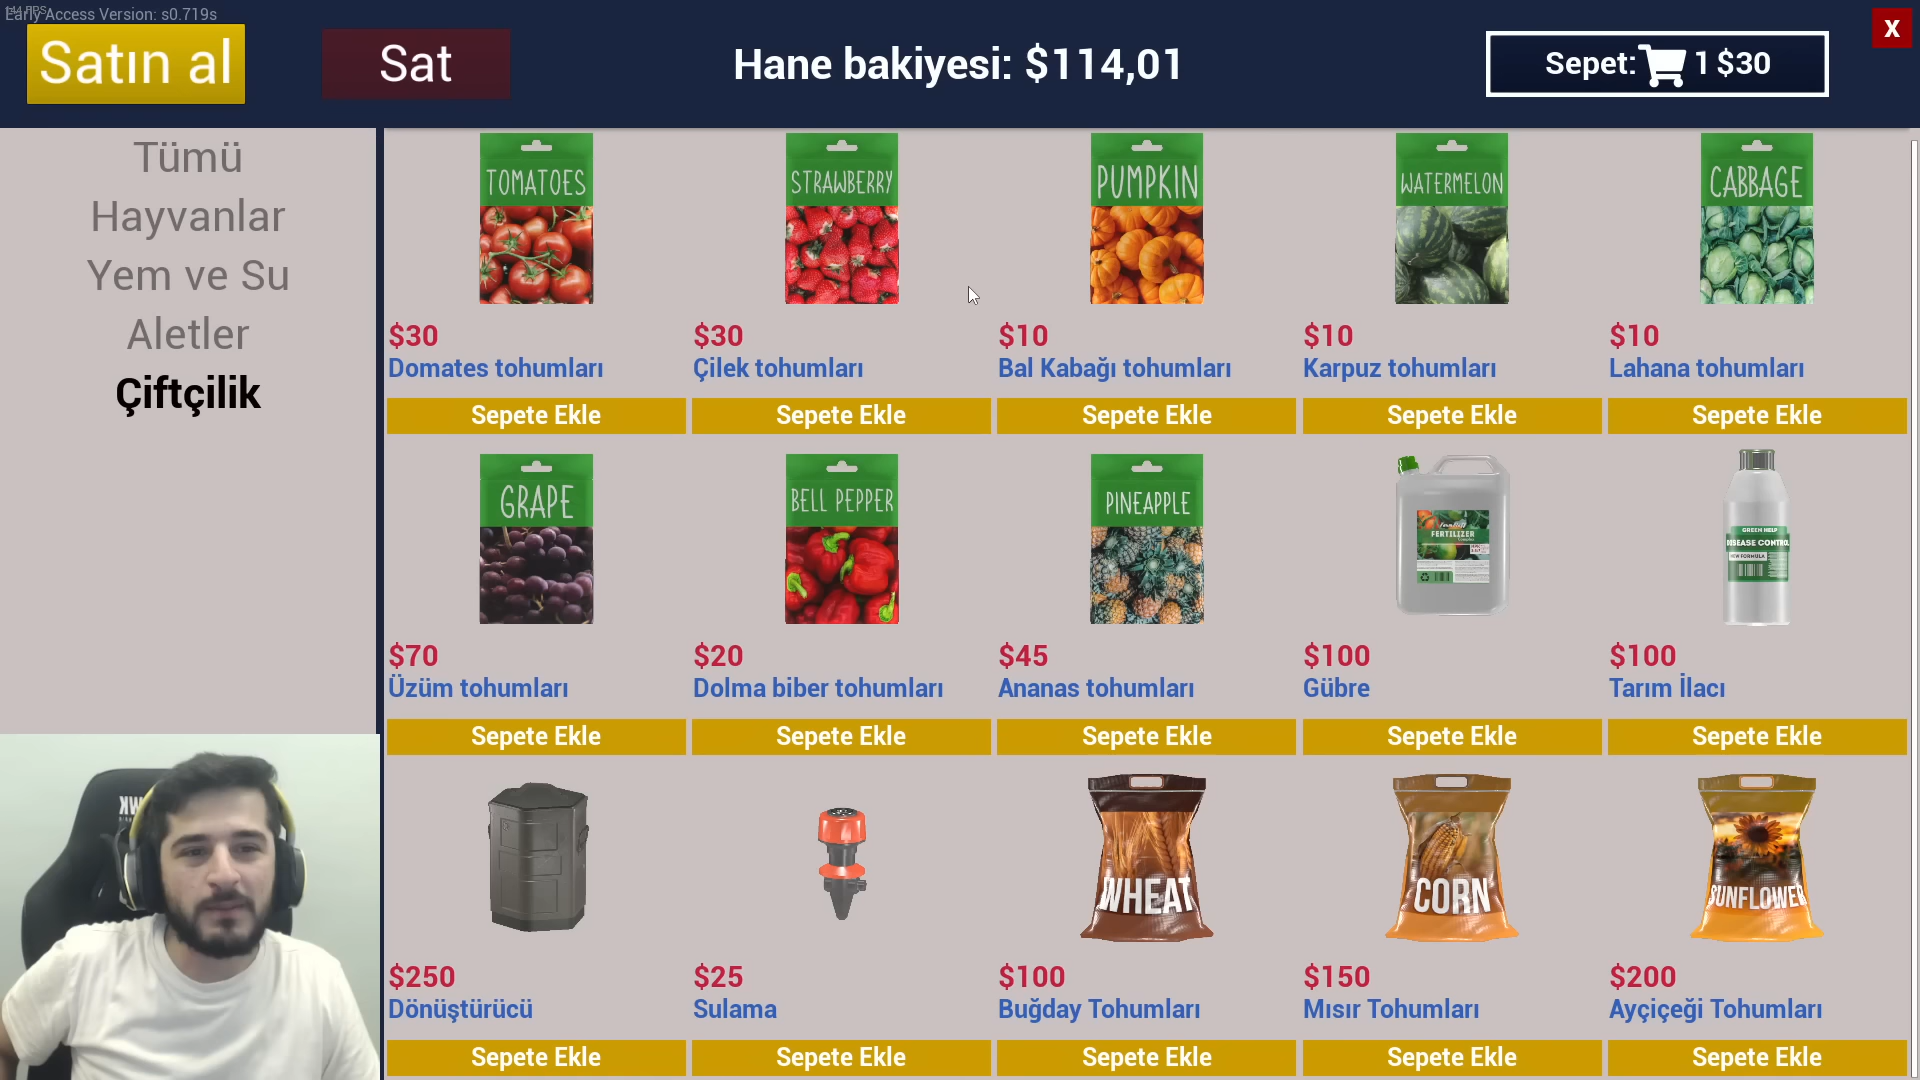 Early Access Version: s0.719s
Satın al
Sat
Hane bakiyesi: $114,01
Sepet: 1 $30
X
Tümü
Hayvanlar
Yem ve Su
Aletler
Çiftçilik
TOMATOES
STRAWBERRY
PUMPKIN
WATERMELON
CABBAGE
$30
$30
$10
$10
$10
Domates tohumları
Çilek tohumları
Bal Kabağı tohumları
Karpuz tohumları
Lahana tohumları
Sepete Ekle
Sepete Ekle
Sepete Ekle
Sepete Ekle
Sepete Ekle
GRAPE
BELL PEPPER
PINEAPPLE
FERTILIZER
GREEN HELP
DISEASE CONTROL
NEW FORMULA
$70
$20
$45
$100
$100
Üzüm tohumları
Dolma biber tohumları
Ananas tohumları
Gübre
Tarım İlacı
Sepete Ekle
Sepete Ekle
Sepete Ekle
Sepete Ekle
Sepete Ekle
WHEAT
CORN
SUNFLOWER
$250
$25
$100
$150
$200
Dönüştürücü
Sulama
Buğday Tohumları
Mısır Tohumları
Ayçiçeği Tohumları
Sepete Ekle
Sepete Ekle
Sepete Ekle
Sepete Ekle
Sepete Ekle